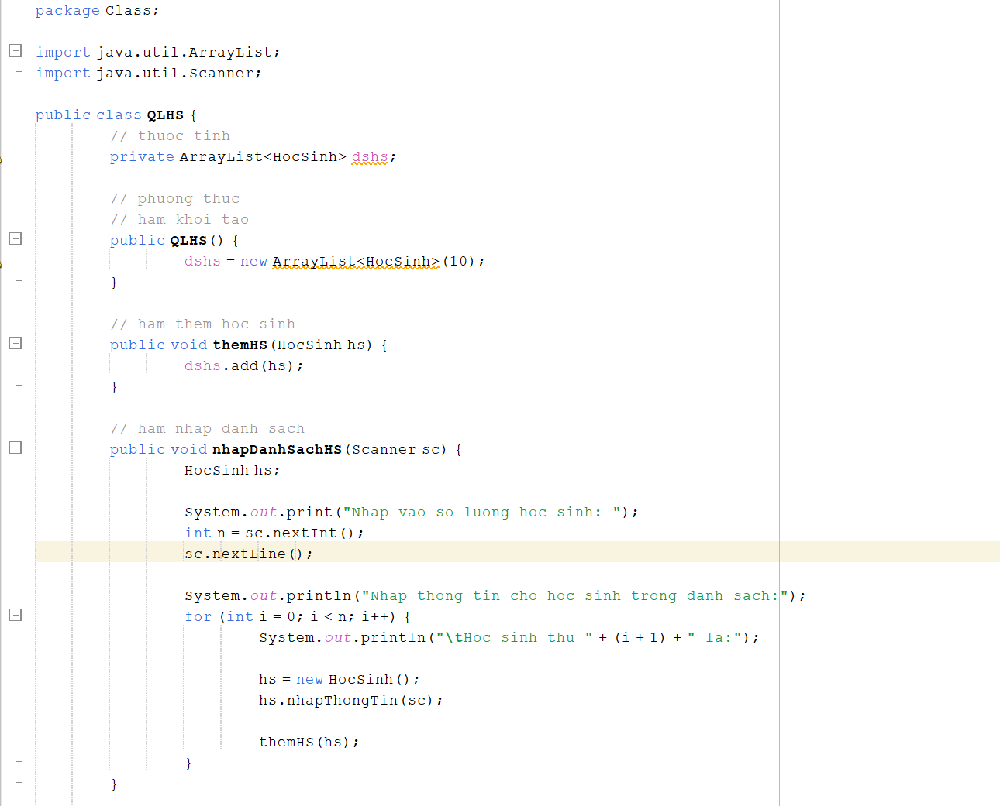 package Class;
import java.util.ArrayList;
import java.util.Scanner;
public class QLHS {
// thuoc tinh
private ArrayList<HocSinh> dshs;
// phuong thuc
// ham khoi tao
public QLHS() {
dshs = new ArrayList<HocSinh>(10);
}
// ham them hoc sinh
public void themHS(HocSinh hs) {
dshs.add(hs);
}
// ham nhap danh sach
public void nhapDanhSachHS(Scanner sc) {
HocSinh hs;
System.out.print("Nhap vao so luong hoc sinh: ");
int n = sc.nextInt();
sc.nextLine();
System.out.println("Nhap thong tin cho hoc sinh trong danh sach:");
for (int i = 0; i < n; i++) {
System.out.println("\tHoc sinh thu " + (i + 1) + " la:");
hs = new HocSinh();
hs.nhapThongTin(sc);
themHS(hs);
}
}